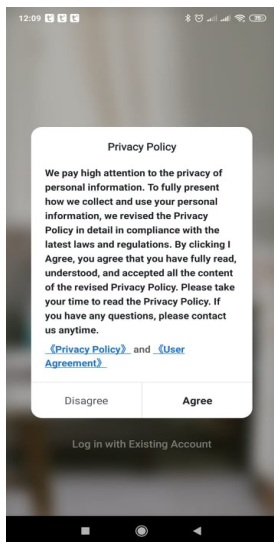 12:09
75
Privacy Policy
We pay high attention to the privacy of
personal information. To fully present
how we collect and use your personal
information, we revised the Privacy
Policy in detail in compliance with the
latest laws and regulations. By clicking I
Agree, you agree that you have fully read,
understood, and accepted all the content
of the revised Privacy Policy. Please take
your time to read the Privacy Policy. If
you have any questions, please contact
us anytime.
《Privacy Policy》 and 《User
Agreement》
Disagree Agree
Log in with Existing Account